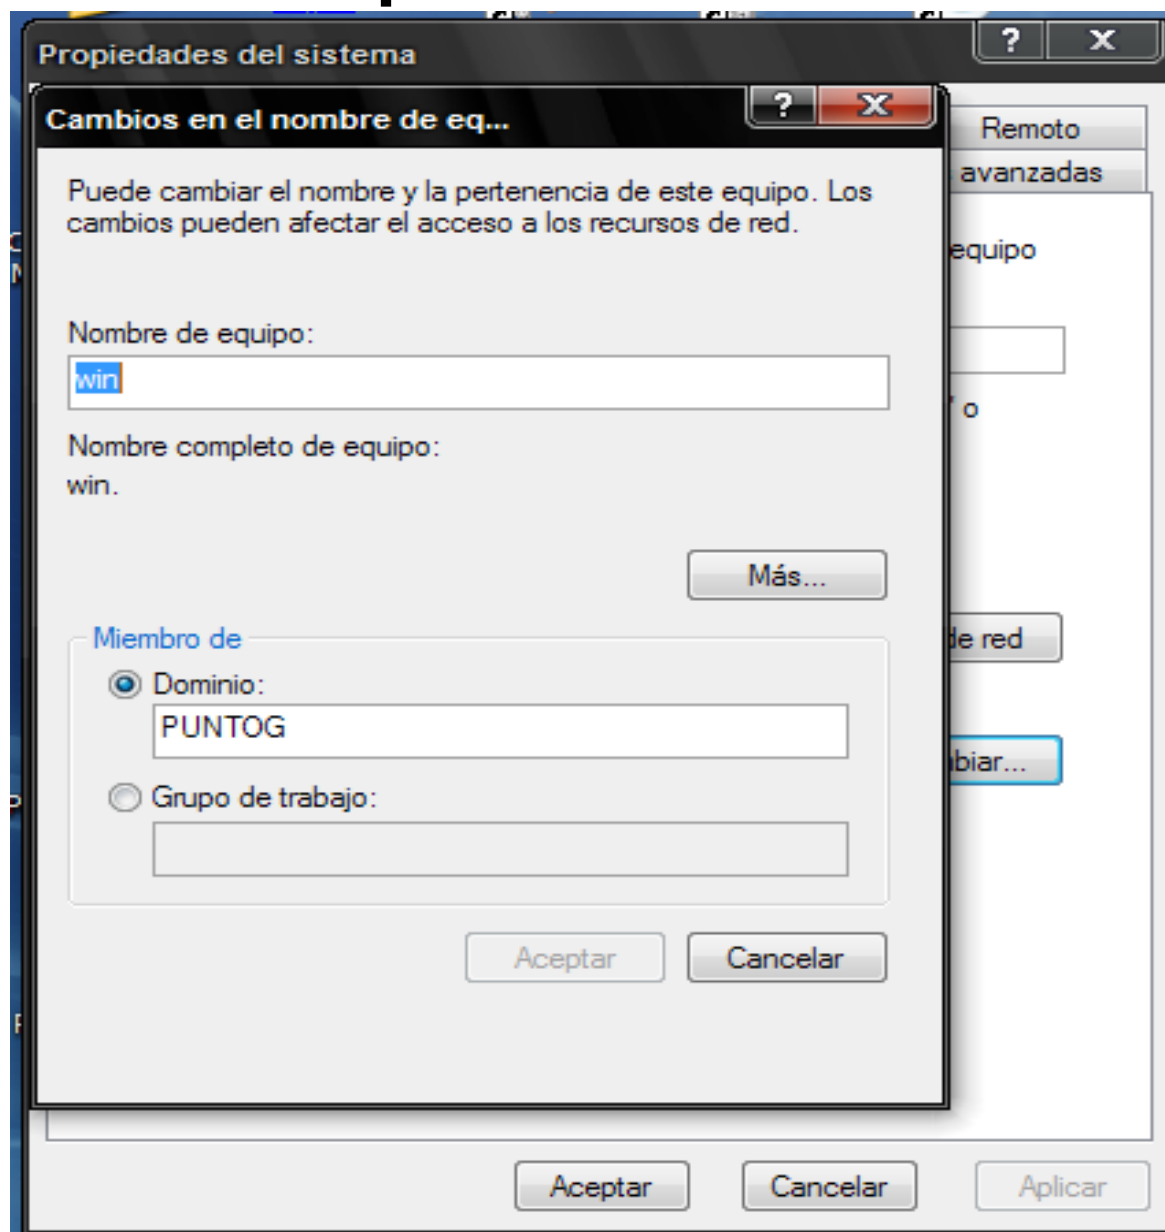 Propiedades del sistema
Cambios en el nombre de eq...
Remoto
avanzadas
Puede cambiar el nombre y la pertenencia de este equipo. Los
cambios pueden afectar el acceso a los recursos de red.
equipo
Nombre de equipo:
win
o
Nombre completo de equipo:
win.
Más...
Miembro de
de red
Dominio:
PUNTOG
biar...
Grupo de trabajo:
Aceptar
Cancelar
Aceptar
Cancelar
Aplicar